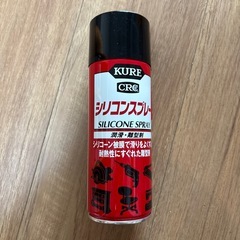 KURE
CRC
シリコンスプレー
SILICONE SPRAY
潤滑・離型剤
シリコーン被膜で滑りをよくする
耐熱性にすぐれた離型剤